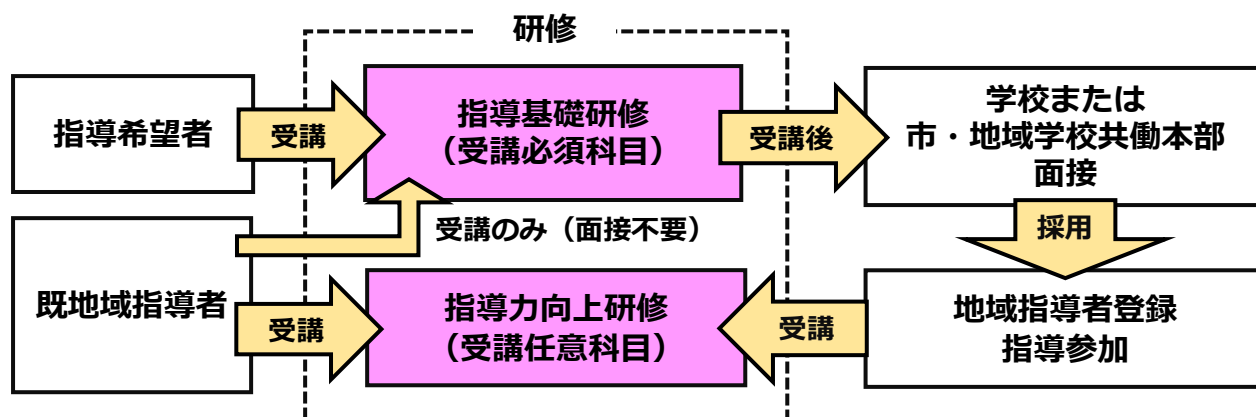 研修
指導希望者
受講
指導基礎研修
（受講必須科目）
受講後
学校または
市・地域学校共働本部
面接
受講のみ（面接不要）
採用
既地域指導者
受講
指導力向上研修
（受講任意科目）
受講
地域指導者登録
指導参加